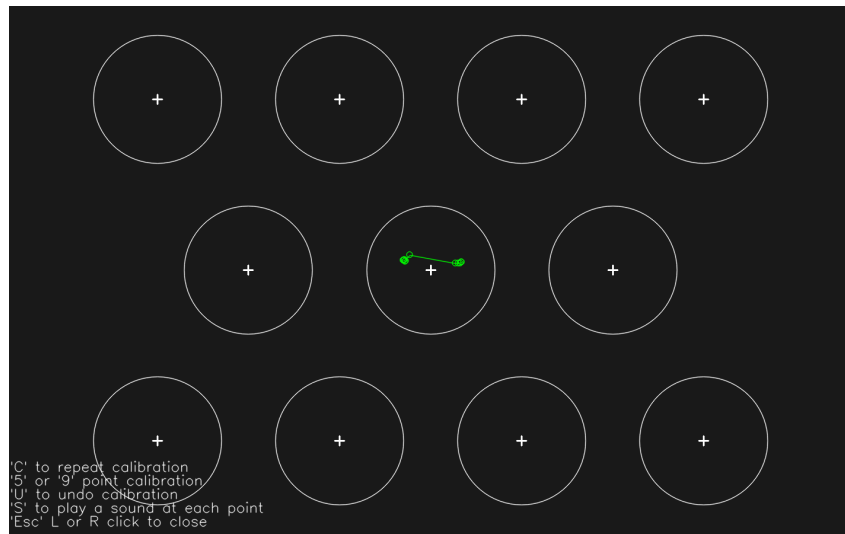 'C' to repeat calibration
'5' or '9' point calibration
'U' to undo calibration
'S' to play a sound at each point
'Esc' L or R click to close